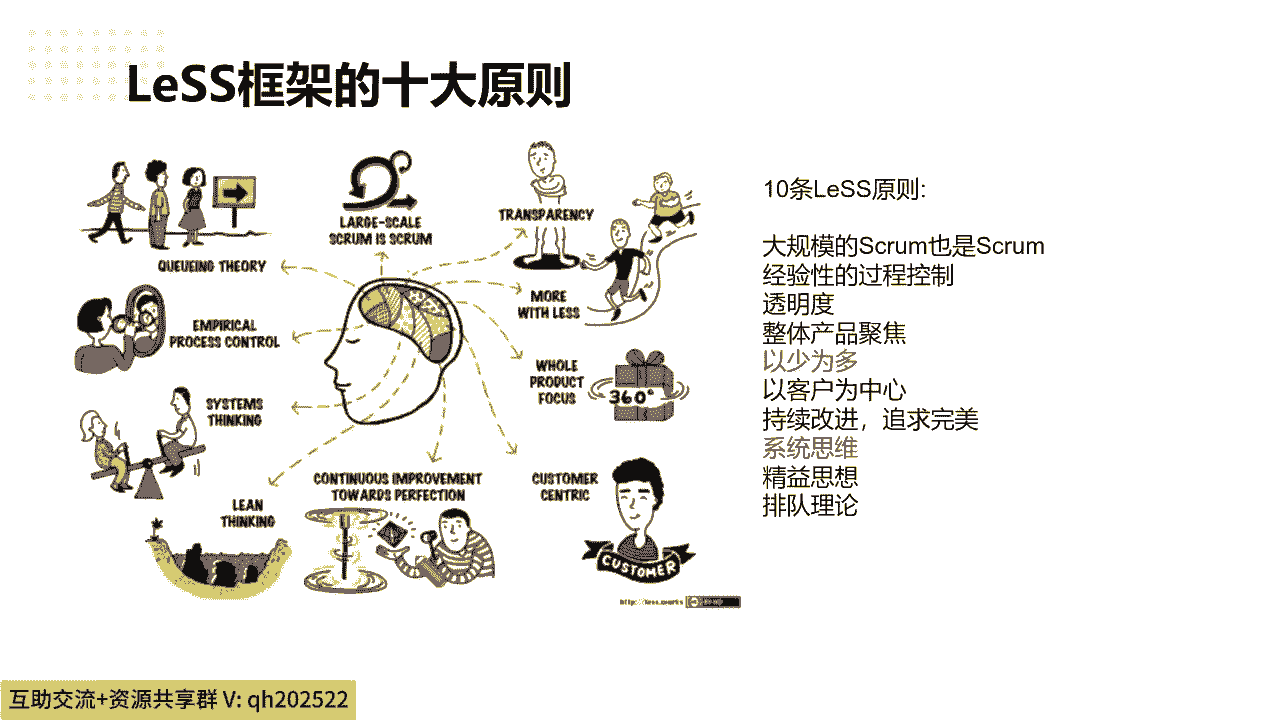 LeSS框架的十大原则
LARGE-SCALE
SCRUM IS SCRUM
TRANSPARENCY
QUEUEING THEORY
MORE
WITH LESS
EMPIRICAL
PROCESS CONTROL
WHOLE
PRODUCT
FOCUS
360°
SYSTEMS
THINKING
CONTINUOUS IMPROVEMENT
TOWARDS PERFECTION
CUSTOMER
CENTRIC
LEAN
THINKING
CUSTOMER
http://less.works
10条LeSS原则:
大规模的Scrum也是Scrum
经验性的过程控制
透明度
整体产品聚焦
以少为多
以客户为中心
持续改进，追求完美
系统思维
精益思想
排队理论
互助交流+资源共享群 V: qh202522